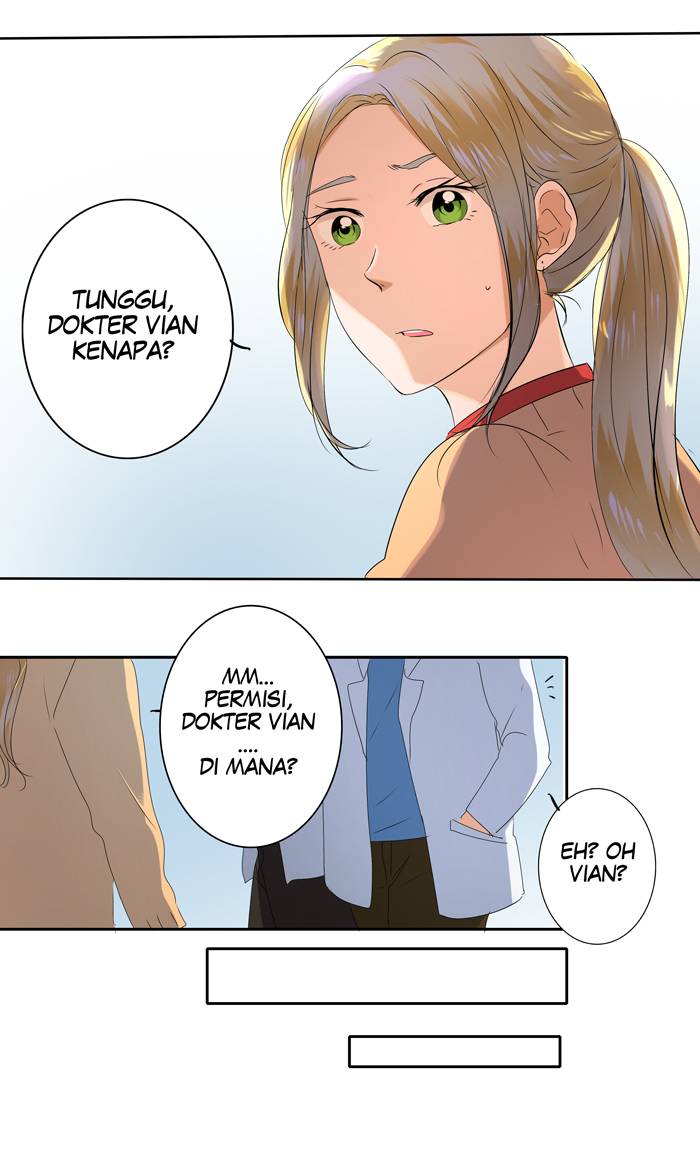 TUNGGU,
DOKTER VIAN
KENAPA?
MM...
PERMISI,
DOKTER VIAN
....
DI MANA?
EH? OH
VIAN?